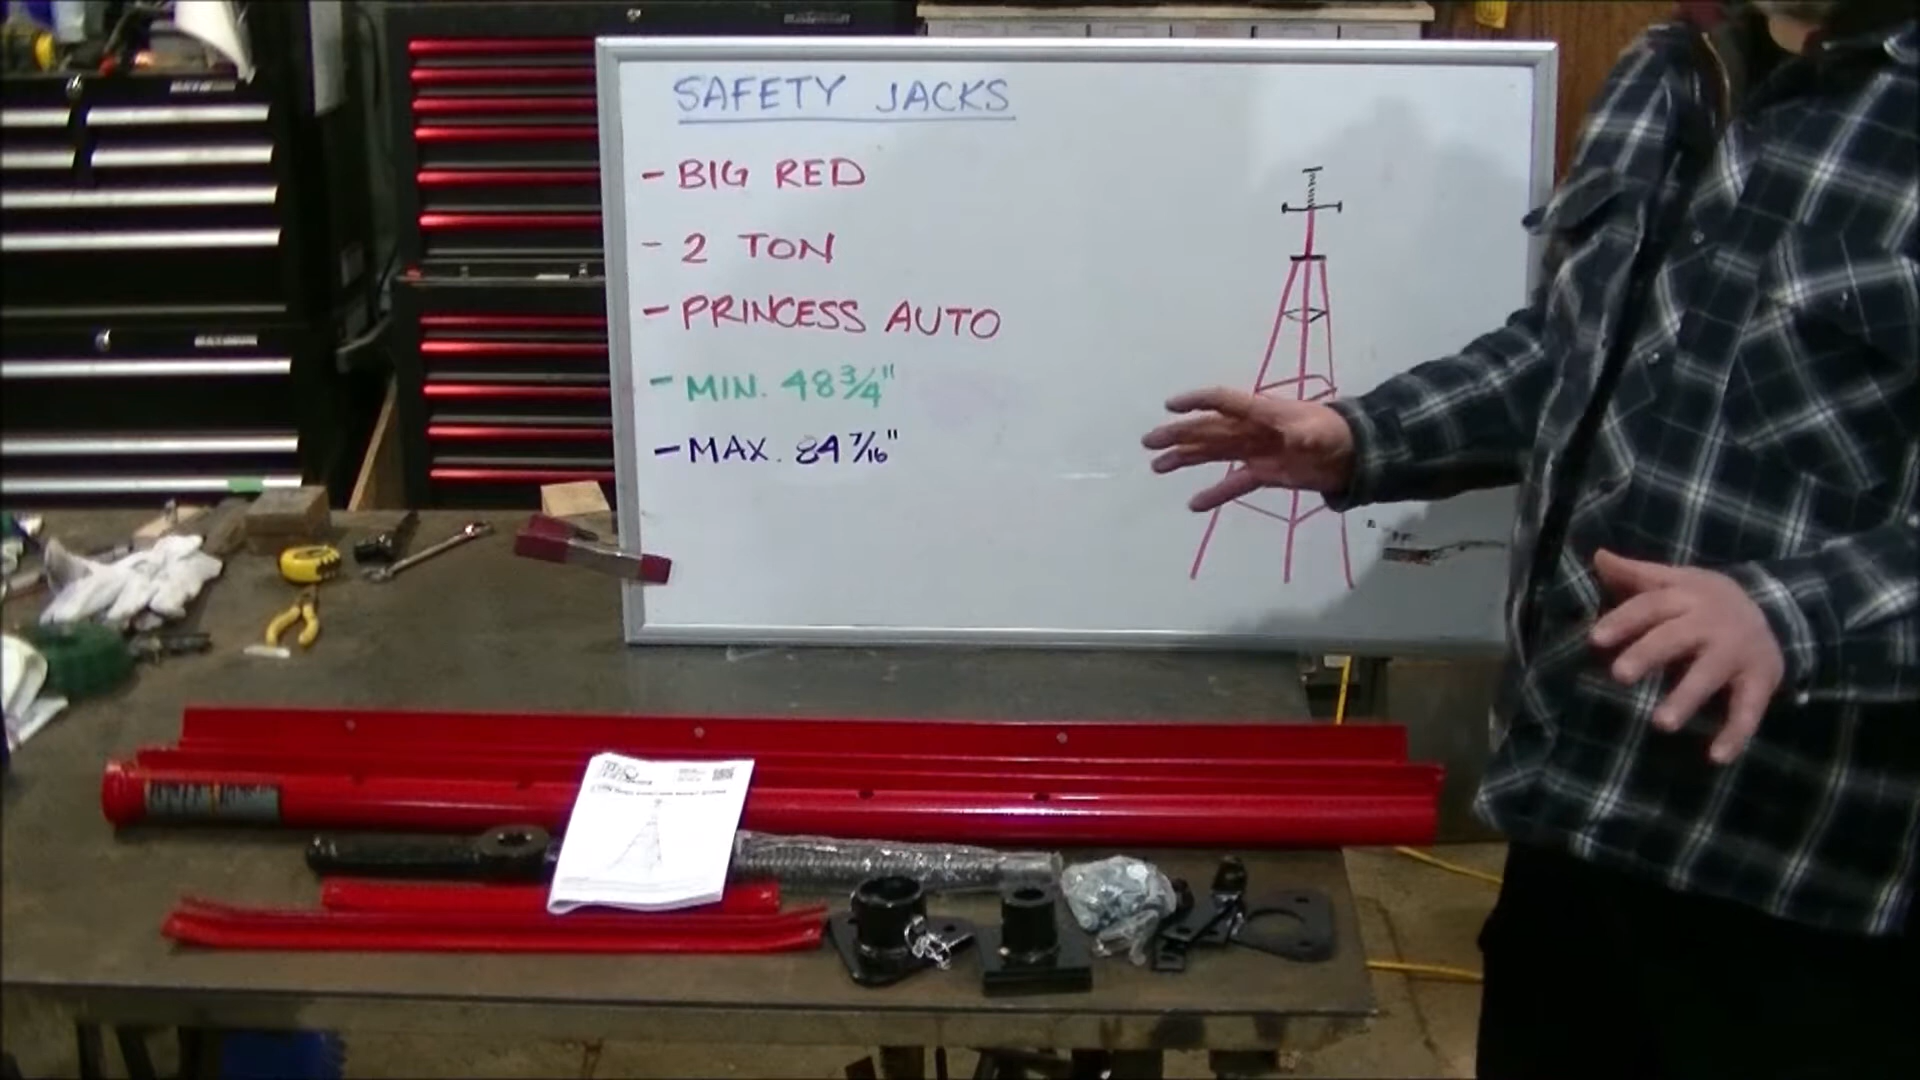 SAFETY JACKS
- BIG RED
- 2 TON
- PRINCESS AUTO
- MIN. 48 3/4"
- MAX. 84 7/16"